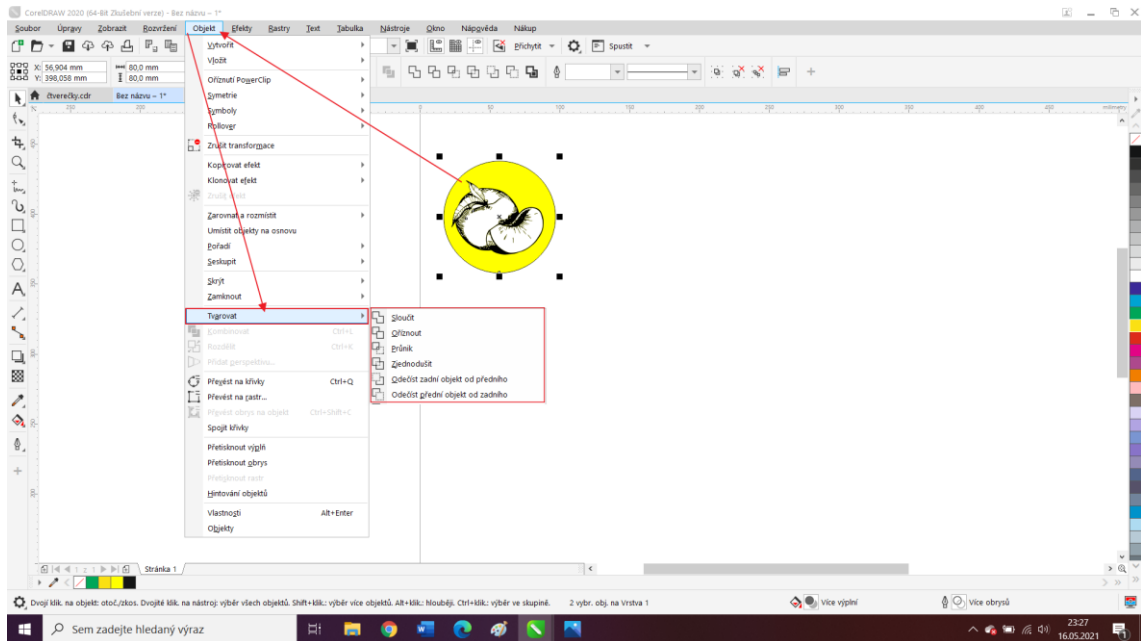 CorelDRAW 2020 (64-Bit Zkušební verze) - Bez názvu – 1*
Soubor Úpravy Zobrazit Rozvržení Objekt Efekty Rastry Text Tabulka Nástroje Okno Nápověda Nákup
Přichytit Spustit
X: 56,904 mm 80,0 mm
Y: 398,058 mm 80,0 mm
čtverečky.cdr Bez názvu – 1*
milimetry
Vytvořit
Vložit
Oříznutí PowerClip
Symetrie
Symboly
Rollover
Zrušit transformace
Kopírovat efekt
Klonovat efekt
Zrušit efekt
Zarovnat a rozmístit
Umístit objekty na osnovu
Pořadí
Seskupit
Skrýt
Zamknout
Tvarovat
Kombinovat Ctrl+L
Rozdělit Ctrl+K
Přidat perspektivu...
Převést na křivky Ctrl+Q
Převést na rastr...
Převést obrys na objekt Ctrl+Shift+C
Spojit křivky
Přetisknout výplň
Přetisknout obrys
Přetisknout rastr
Hintování objektů
Vlastnosti Alt+Enter
Objekty
Sloučit
Oříznout
Průnik
Zjednodušit
Odečíst zadní objekt od předního
Odečíst přední objekt od zadního
1 z 1 Stránka 1
Dvojí klik. na objekt: otoč./zkos. Dvojité klik. na nástroj: výběr všech objektů. Shift+klik.: výběr více objektů. Alt+klik.: hlouběji. Ctrl+klik.: výběr ve skupině. 2 vybr. obj. na Vrstva 1 Více výplní Více obrysů
Sem zadejte hledaný výraz
23:27
16.05.2021